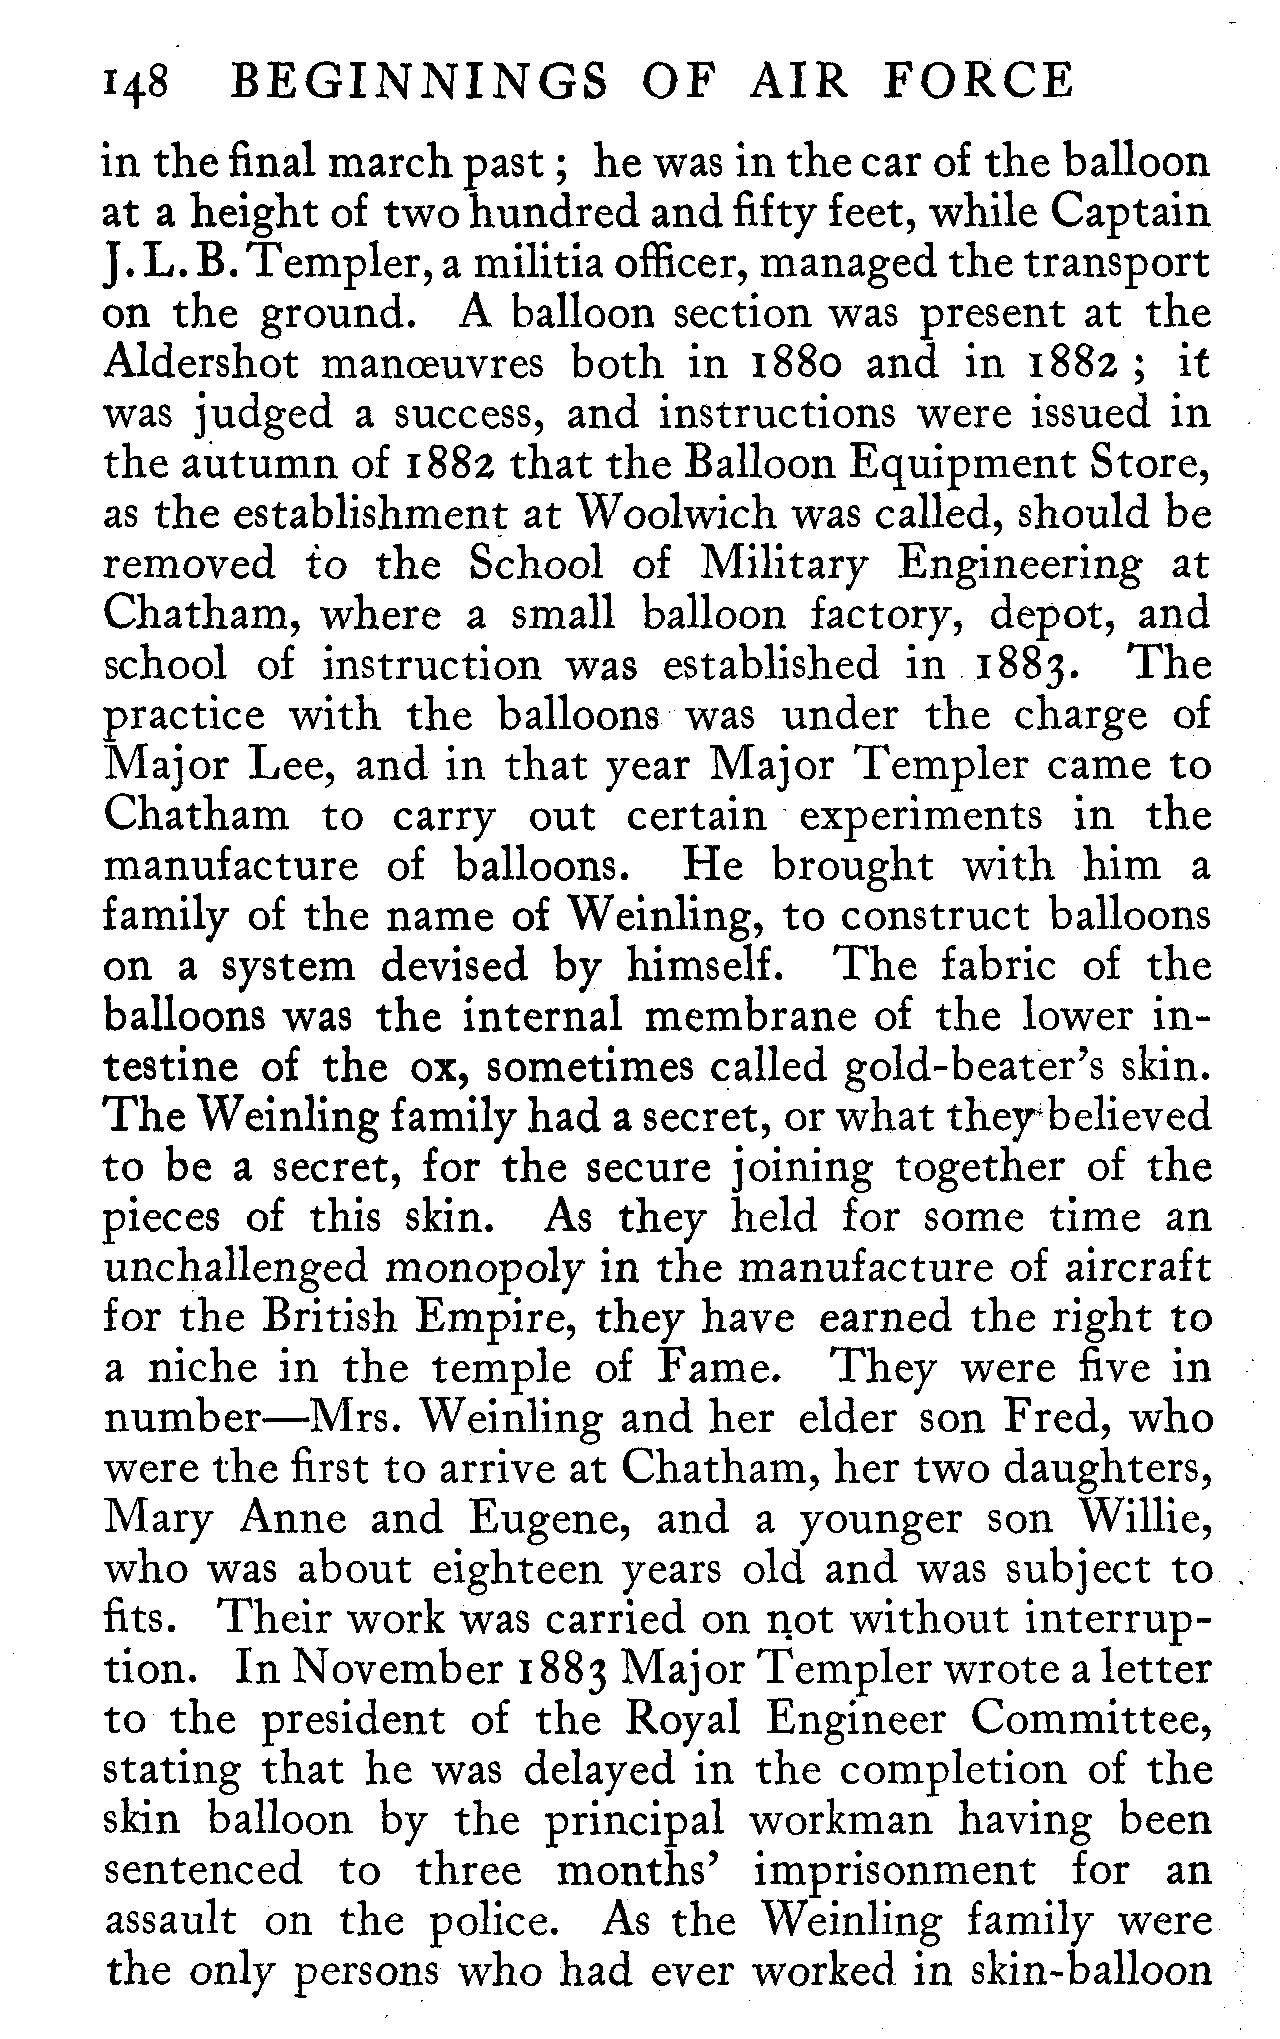 148 BEGINNINGS OF AIR FORCE
in the final march past ; he was in the car of the balloon
at a height of two hundred and fifty feet, while Captain
J. L. B. Templer, a militia officer, managed the transport
on the ground. A balloon section was present at the
Aldershot manœuvres both in 1880 and in 1882 ; it
was judged a success, and instructions were issued in
the autumn of 1882 that the Balloon Equipment Store,
as the establishment at Woolwich was called, should be
removed to the School of Military Engineering at
Chatham, where a small balloon factory, depot, and
school of instruction was established in 1883. The
practice with the balloons was under the charge of
Major Lee, and in that year Major Templer came to
Chatham to carry out certain experiments in the
manufacture of balloons. He brought with him a
family of the name of Weinling, to construct balloons
on a system devised by himself. The fabric of the
balloons was the internal membrane of the lower in-
testine of the ox, sometimes called gold-beater's skin.
The Weinling family had a secret, or what they believed
to be a secret, for the secure joining together of the
pieces of this skin. As they held for some time an
unchallenged monopoly in the manufacture of aircraft
for the British Empire, they have earned the right to
a niche in the temple of Fame. They were five in
number—Mrs. Weinling and her elder son Fred, who
were the first to arrive at Chatham, her two daughters,
Mary Anne and Eugene, and a younger son Willie,
who was about eighteen years old and was subject to
fits. Their work was carried on not without interrup-
tion. In November 1883 Major Templer wrote a letter
to the president of the Royal Engineer Committee,
stating that he was delayed in the completion of the
skin balloon by the principal workman having been
sentenced to three months' imprisonment for an
assault on the police. As the Weinling family were
the only persons who had ever worked in skin-balloon